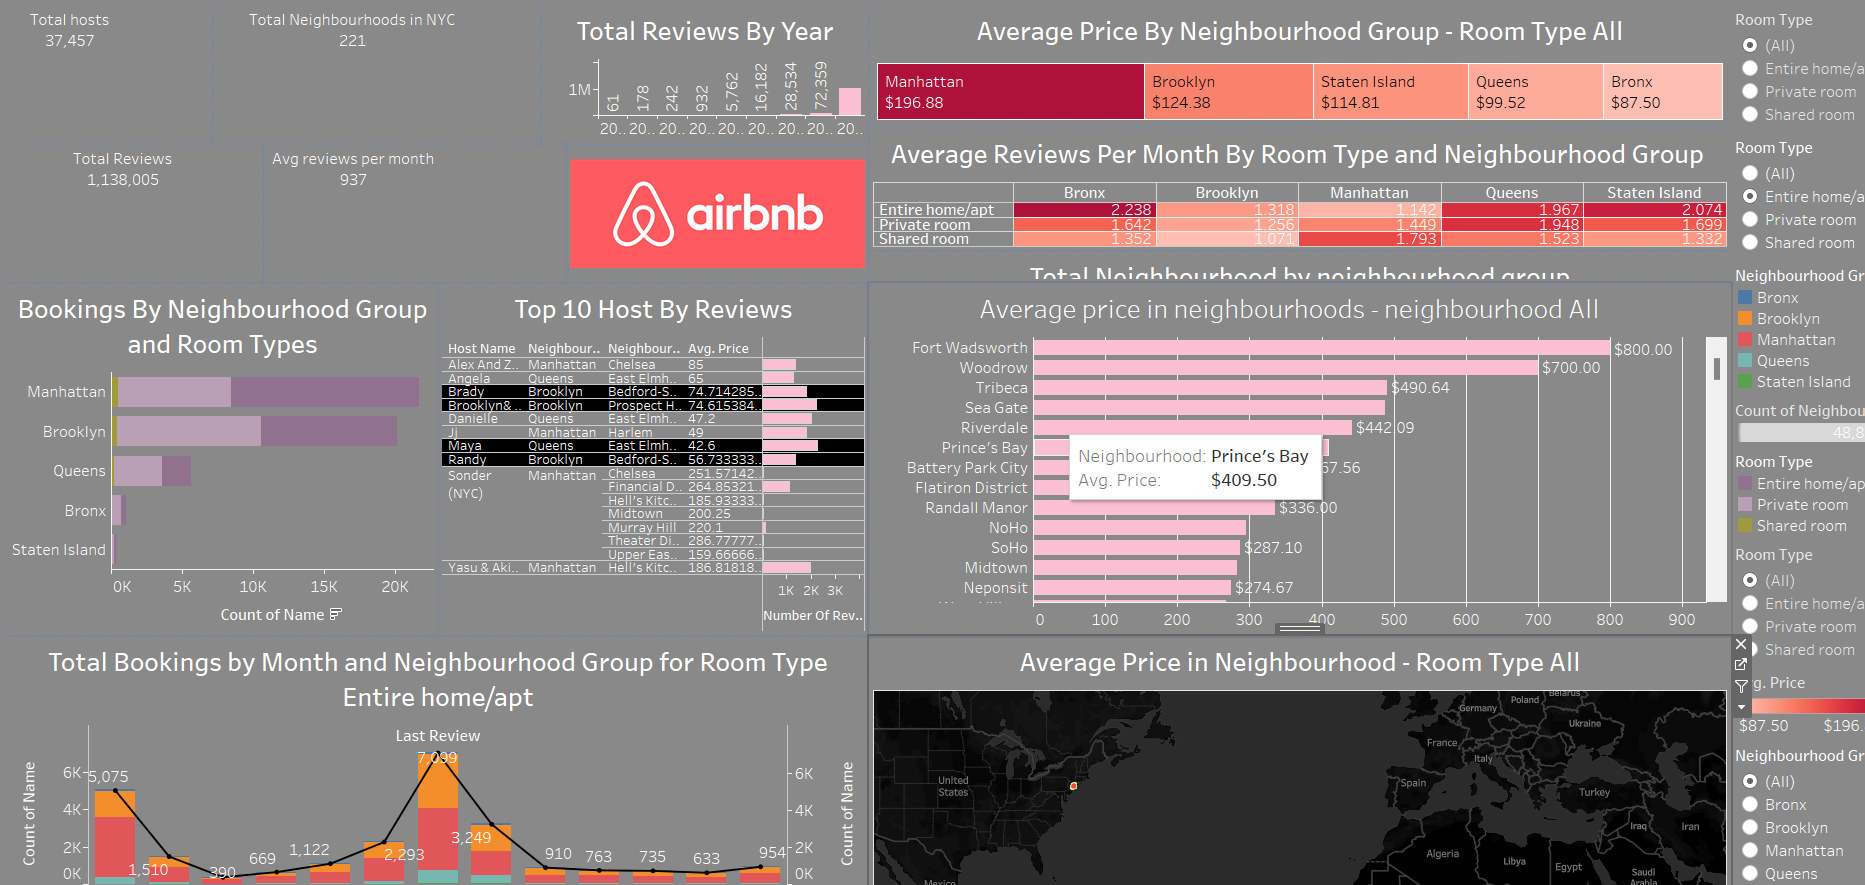 Total hosts
37,457
Total Neighbourhoods in NYC
221
Total Reviews By Year
1M
61
178
242
932
5,762
16,182
28,534
72,359
20.. 20.. 20.. 20.. 20.. 20.. 20.. 20.. 20..
Total Reviews
1,138,005
Avg reviews per month
937
airbnb
Average Price By Neighbourhood Group - Room Type All
Manhattan
$196.88
Brooklyn
$124.38
Staten Island
$114.81
Queens
$99.52
Bronx
$87.50
Average Reviews Per Month By Room Type and Neighbourhood Group
Bronx Brooklyn Manhattan Queens Staten Island
Entire home/apt 2.238 1.318 1.142 1.967 2.074
Private room 1.642 1.256 1.449 1.948 1.699
Shared room 1.352 1.071 1.793 1.523 1.332
Total Neighbourhood by neighbourhood group
Bookings By Neighbourhood Group
and Room Types
Manhattan
Brooklyn
Queens
Bronx
Staten Island
0K 5K 10K 15K 20K
Count of Name
Top 10 Host By Reviews
Host Name Neighbour.. Neighbour.. Avg. Price
Alex And Z.. Manhattan Chelsea 85
Angela Queens East Elmh.. 65
Brady Brooklyn Bedford-S.. 74.714285..
Brooklyn& .. Brooklyn Prospect H.. 74.615384..
Danielle Queens East Elmh.. 47.2
Jj Manhattan Harlem 49
Maya Queens East Elmh.. 42.6
Randy Brooklyn Bedford-S.. 56.733333..
Sonder Manhattan Chelsea 251.57142..
(NYC) Financial D.. 264.85321..
Hell's Kitc.. 185.93333..
Midtown 200.25
Murray Hill 220.1
Theater Di.. 286.77777..
Upper Eas.. 159.66666..
Yasu & Aki.. Manhattan Hell's Kitc.. 186.81818..
1K 2K 3K
Number Of Rev..
Average price in neighbourhoods - neighbourhood All
Fort Wadsworth $800.00
Woodrow $700.00
Tribeca $490.64
Sea Gate
Riverdale $442.09
Prince's Bay
Battery Park City 67.56
Flatiron District
Randall Manor $336.00
NoHo
SoHo $287.10
Midtown
Neponsit $274.67
Neighbourhood: Prince's Bay
Avg. Price: $409.50
0 100 200 300 400 500 600 700 800 900
Total Bookings by Month and Neighbourhood Group for Room Type
Entire home/apt
Last Review
Count of Name
6K
4K
2K
0K
5,075
1,510
390
669
1,122
2,293
7,099
3,249
910
763
735
633
954
6K
4K
2K
0K
Count of Name
Average Price in Neighbourhood - Room Type All
United
States
Mexico
Poland
Belarus
Germany
Ukraine
France
Italy
Spain
Turkey
Iraq
Iran
Algeria
Libya
Egypt
Saudi
Arabia
Room Type
(All)
Entire home/a
Private room
Shared room
Room Type
(All)
Entire home/a
Private room
Shared room
Neighbourhood Gr
Bronx
Brooklyn
Manhattan
Queens
Staten Island
Count of Neighbou
48,8
Room Type
Entire home/ap
Private room
Shared room
Room Type
(All)
Entire home/a
Private room
Shared room
g. Price
$87.50 $196.
Neighbourhood Gr
(All)
Bronx
Brooklyn
Manhattan
Queens